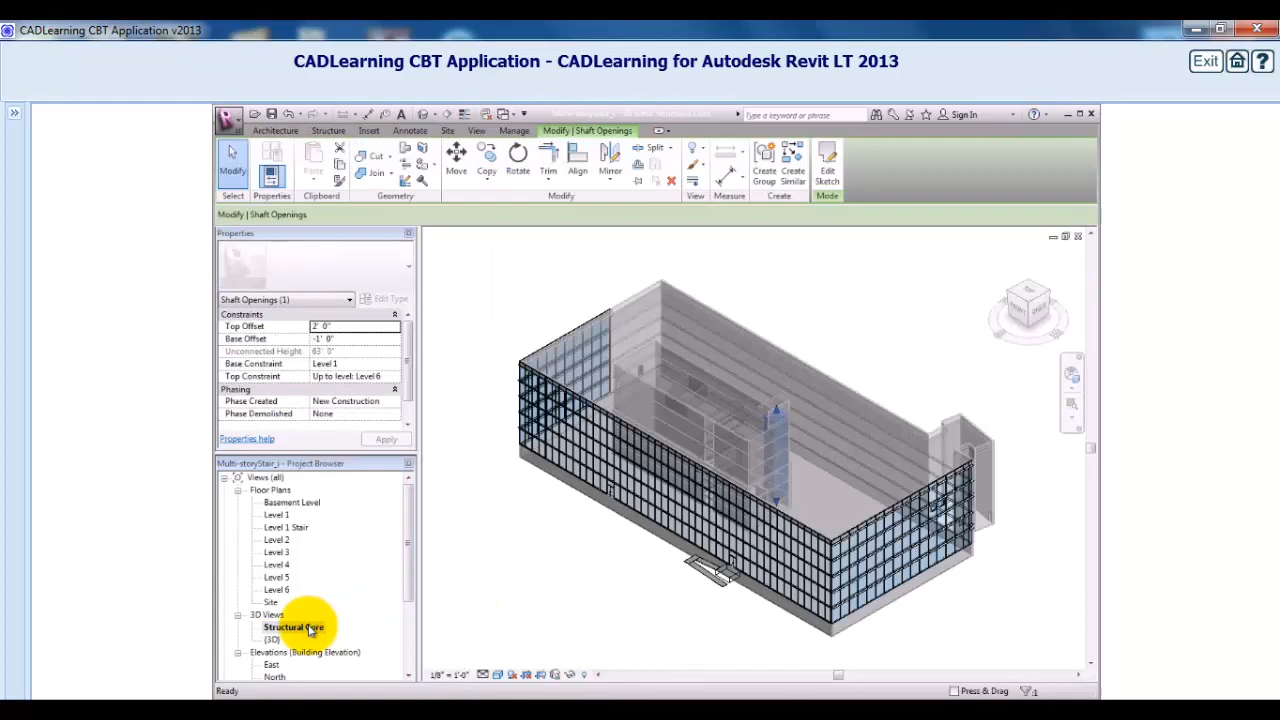 CADLearning CBT Application v2013
CADLearning CBT Application - CADLearning for Autodesk Revit LT 2013
Exit
Type a keyword or phrase
Sign In
Architecture Structure Insert Annotate Site View Manage Modify | Shaft Openings
Modify Paste Cut Join Move Copy Rotate Trim Align Mirror Split Create Group Create Similar Edit Sketch
Select Properties Clipboard Geometry Modify View Measure Create Mode
Modify | Shaft Openings
Properties
Shaft Openings (1) Edit Type
Constraints
Top Offset 2' 0"
Base Offset -1' 0"
Unconnected Height 63' 0"
Base Constraint Level 1
Top Constraint Up to level: Level 6
Phasing
Phase Created New Construction
Phase Demolished None
Properties help Apply
Multi-storyStair_i - Project Browser
Views (all)
Floor Plans
Basement Level
Level 1
Level 1 Stair
Level 2
Level 3
Level 4
Level 5
Level 6
Site
3D Views
Structural Core
{3D}
Elevations (Building Elevation)
East
North
1/8" = 1'-0"
Ready
Press & Drag
:1